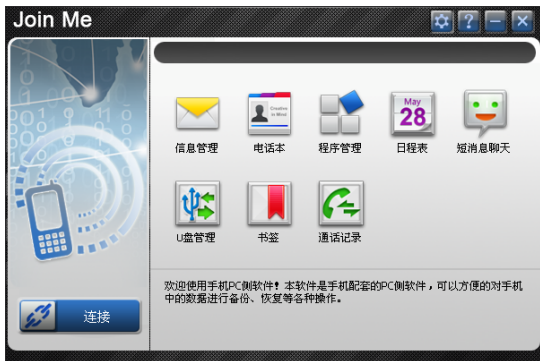 Join Me
信息管理
电话本
程序管理
May
28
日程表
短消息聊天
U盘管理
书签
通话记录
欢迎使用手机PC侧软件！本软件是手机配套的PC侧软件，可以方便的对手机
中的数据进行备份、恢复等各种操作。
连接